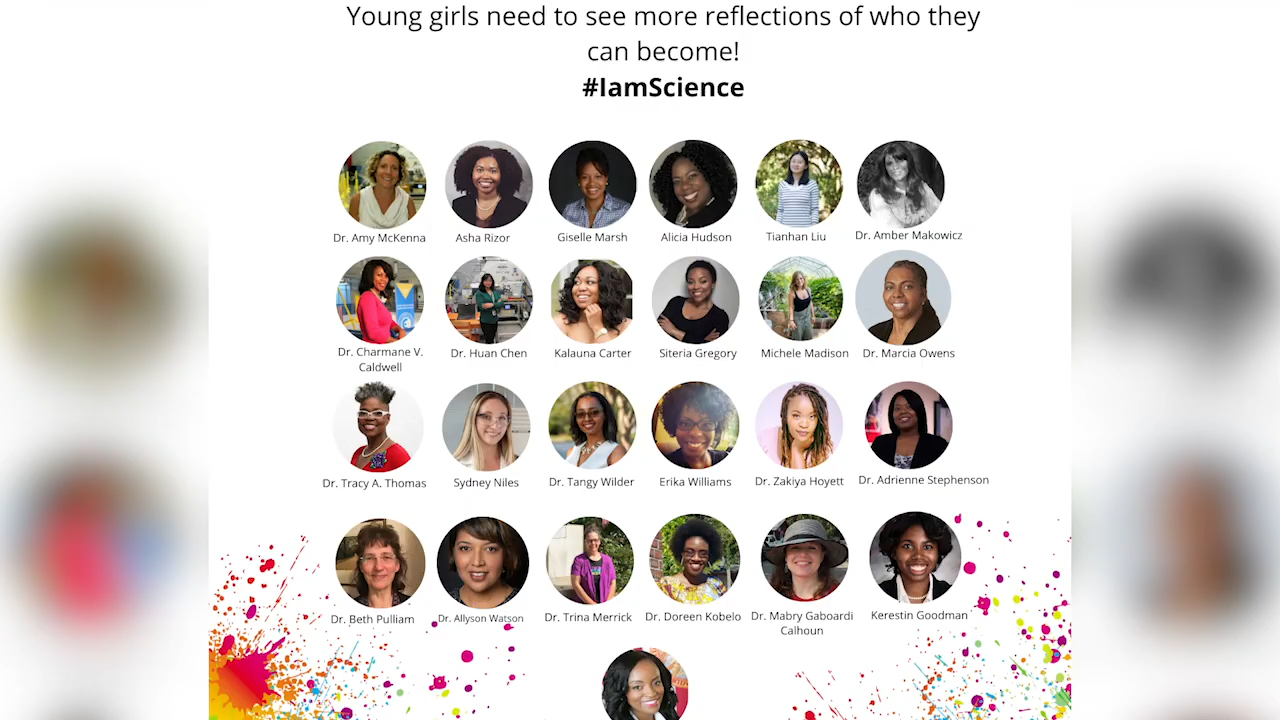 Young girls need to see more reflections of who they
can become!
#IamScience
Dr. Amy McKenna
Asha Rizor
Giselle Marsh
Alicia Hudson
Tianhan Liu
Dr. Amber Makowicz
Dr. Charmane V.
Caldwell
Dr. Huan Chen
Kalauna Carter
Siteria Gregory
Michele Madison
Dr. Marcia Owens
Dr. Tracy A. Thomas
Sydney Niles
Dr. Tangy Wilder
Erika Williams
Dr. Zakiya Hoyett
Dr. Adrienne Stephenson
Dr. Beth Pulliam
Dr. Allyson Watson
Dr. Trina Merrick
Dr. Doreen Kobelo
Dr. Mabry Gaboardi
Calhoun
Kerestin Goodman